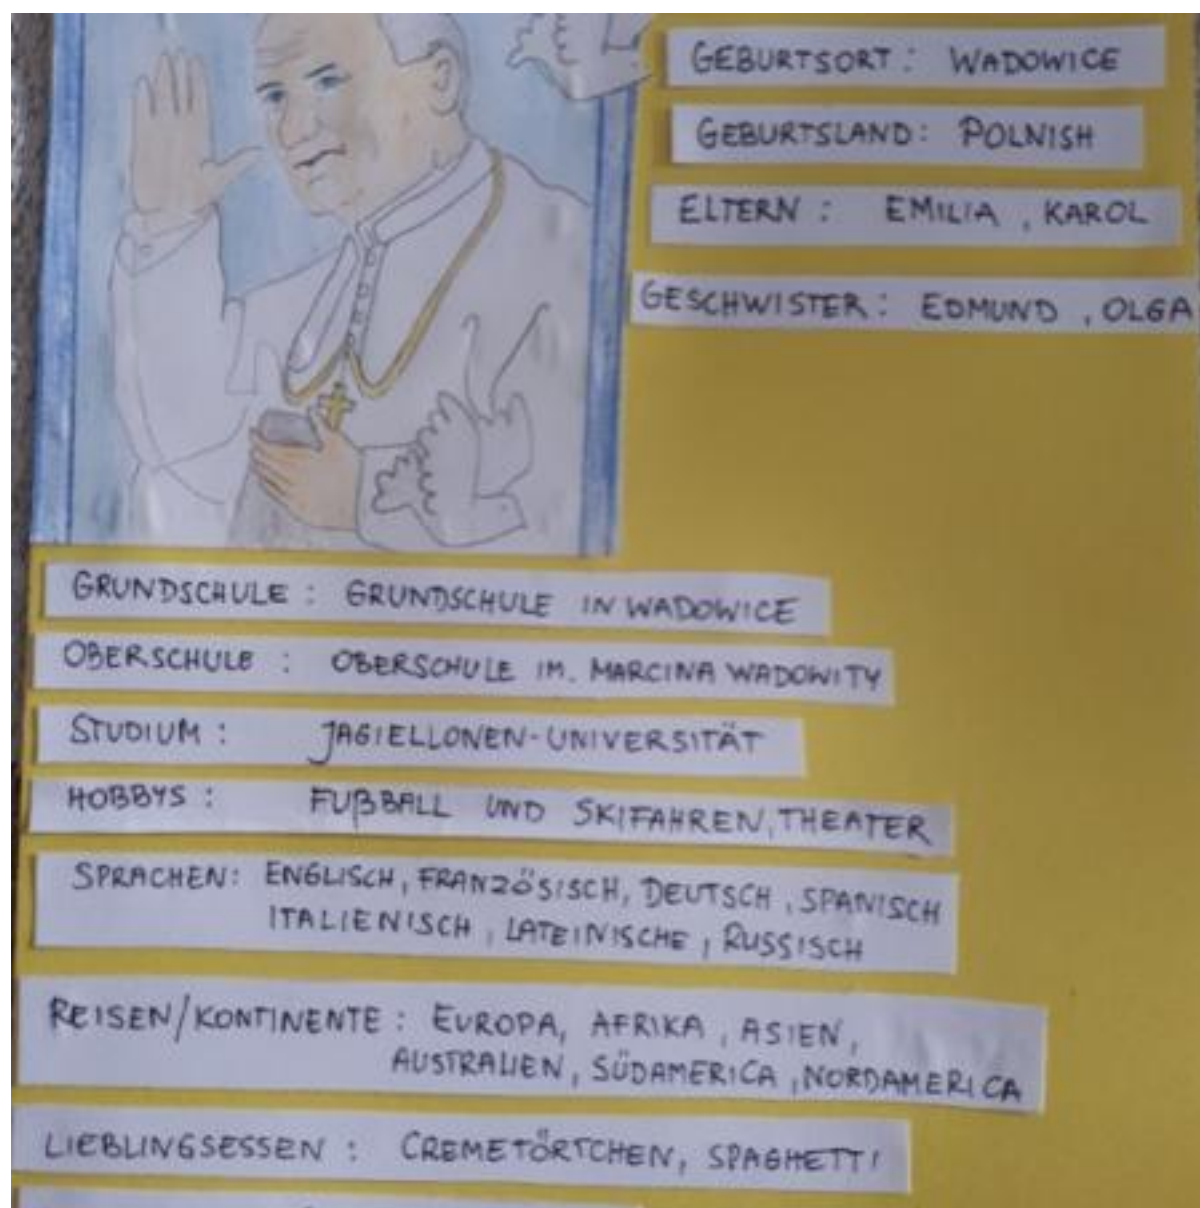 GEBURTSORT: WADOWICE
GEBURTSLAND: POLNISH
ELTERN: EMILIA, KAROL
GESCHWISTER: EDMUND, OLGA
GRUNDSCHULE: GRUNDSCHULE IN WADOWICE
OBERSCHULE: OBERSCHULE IM. MARCINA WADOWITY
STUDIUM: JAGIELLONEN-UNIVERSITÄT
HOBBYS: FUßBALL UND SKIFAHREN, THEATER
SPRACHEN: ENGLISCH, FRANZÖSISCH, DEUTSCH, SPANISCH
ITALIENISCH, LATEINISCHE, RUSSISCH
REISEN/KONTINENTE: EUROPA, AFRIKA, ASIEN,
AUSTRALIEN, SÜDAMERICA, NORDAMERICA
LIEBLINGSESSEN: CREMETÖRTCHEN, SPAGHETTI